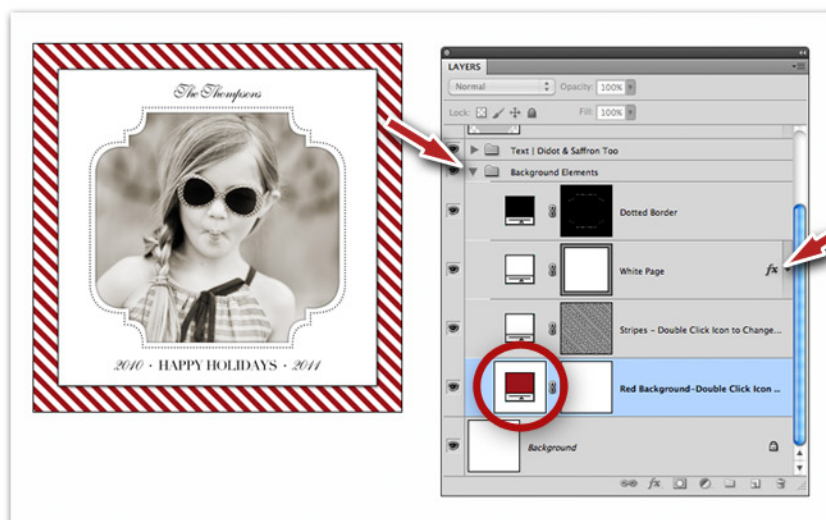 The Thompsons
2010 · HAPPY HOLIDAYS · 2011
LAYERS
Normal
Opacity: 100%
Lock:
Fill: 100%
Text | Didot & Saffron Too
Background Elements
Dotted Border
White Page
fx
Stripes - Double Click Icon to Change...
Red Background-Double Click Icon ...
Background
fx